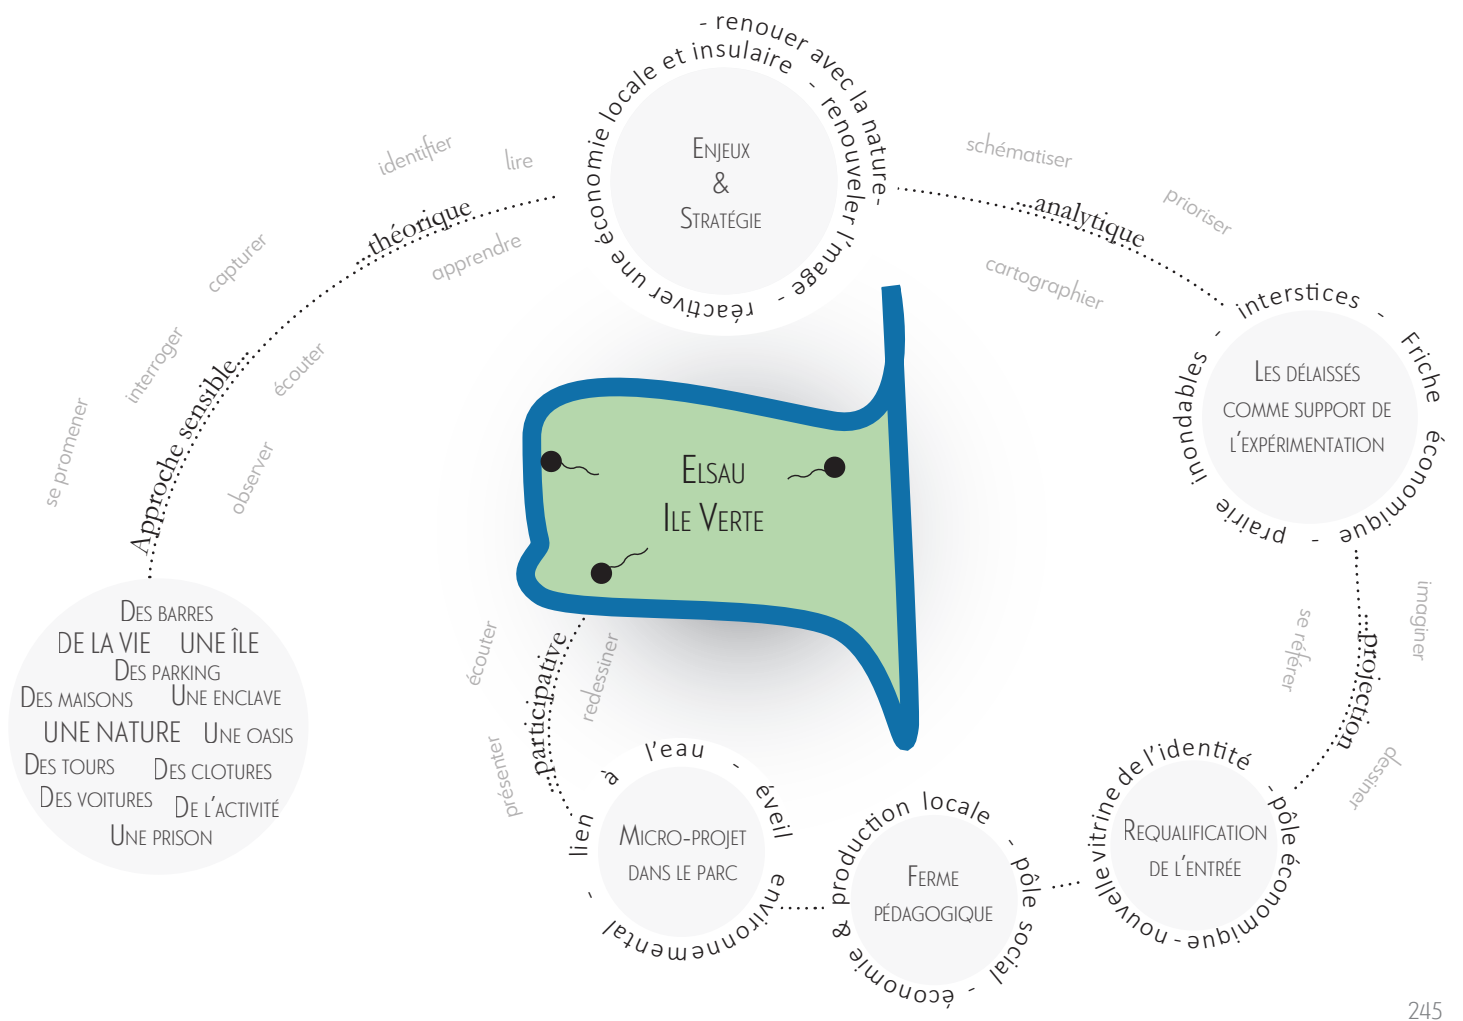 - renouer avec la nature-
réactiver une économie locale et insulaire - renouveler l'mage -
ENJEUX
&
STRATÉGIE
identifier
lire
...théorique
apprendre
capturer
interroger
écouter
se promener
Approche sensible...
observer
schématiser
...analytique
prioriser
cartographier
interstices - Friche économique - prairie inondables -
LES DÉLAISSÉS
COMME SUPPORT DE
L'EXPÉRIMENTATION
ELSAU
ILE VERTE
DES BARRES
DE LA VIE UNE ÎLE
DES PARKING
DES MAISONS UNE ENCLAVE
UNE NATURE UNE OASIS
DES TOURS DES CLOTURES
DES VOITURES DE L'ACTIVITÉ
UNE PRISON
écouter
redessiner
...participative
présenter
imaginer
se référer
...projection
dessiner
lien à l'eau - éveil environnemental -
MICRO-PROJET
DANS LE PARC
économie & production locale - pôle social -
FERME
PÉDAGOGIQUE
nouvelle vitrine de l'identité - pôle économique -
REQUALIFICATION
DE L'ENTRÉE
245